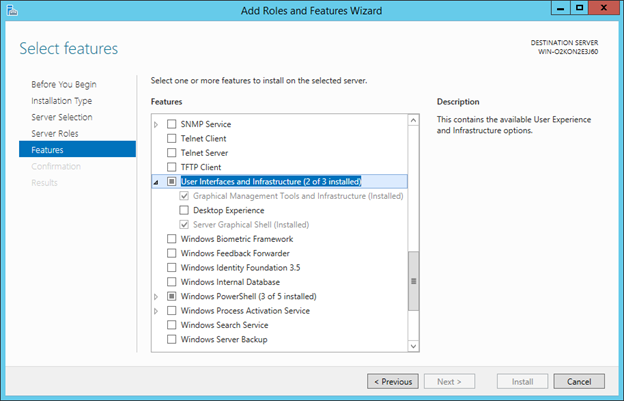 Add Roles and Features Wizard
Select features
DESTINATION SERVER
WIN-O2KON2E3J60
Before You Begin
Installation Type
Server Selection
Server Roles
Features
Confirmation
Results
Select one or more features to install on the selected server.
Features
SNMP Service
Telnet Client
Telnet Server
TFTP Client
User Interfaces and Infrastructure (2 of 3 installed)
Graphical Management Tools and Infrastructure (Installed)
Desktop Experience
Server Graphical Shell (Installed)
Windows Biometric Framework
Windows Feedback Forwarder
Windows Identity Foundation 3.5
Windows Internal Database
Windows PowerShell (3 of 5 installed)
Windows Process Activation Service
Windows Search Service
Windows Server Backup
Description
This contains the available User Experience
and Infrastructure options.
< Previous
Next >
Install
Cancel